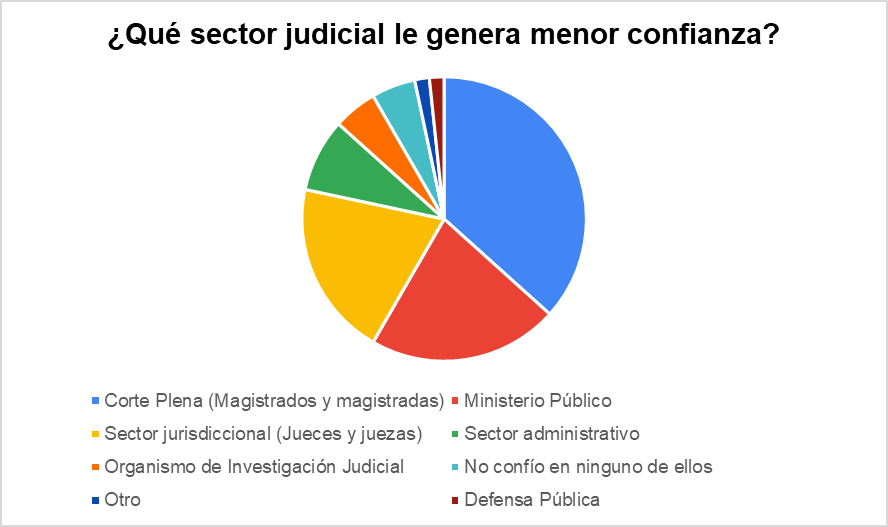 ¿Qué sector judicial le genera menor confianza?
Corte Plena (Magistrados y magistradas) Ministerio Público
Sector jurisdiccional (Jueces y juezas) Sector administrativo
Organismo de Investigación Judicial No confío en ninguno de ellos
Otro Defensa Pública